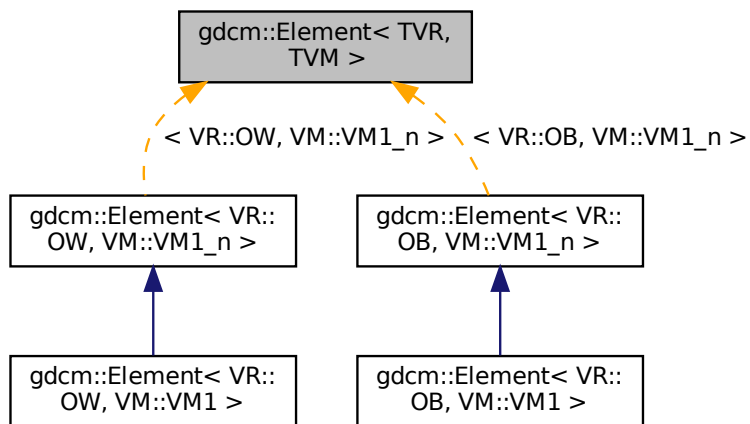 gdcm::Element< TVR,
TVM >
< VR::OW, VM::VM1_n >
< VR::OB, VM::VM1_n >
gdcm::Element< VR::
OW, VM::VM1_n >
gdcm::Element< VR::
OB, VM::VM1_n >
gdcm::Element< VR::
OW, VM::VM1 >
gdcm::Element< VR::
OB, VM::VM1 >